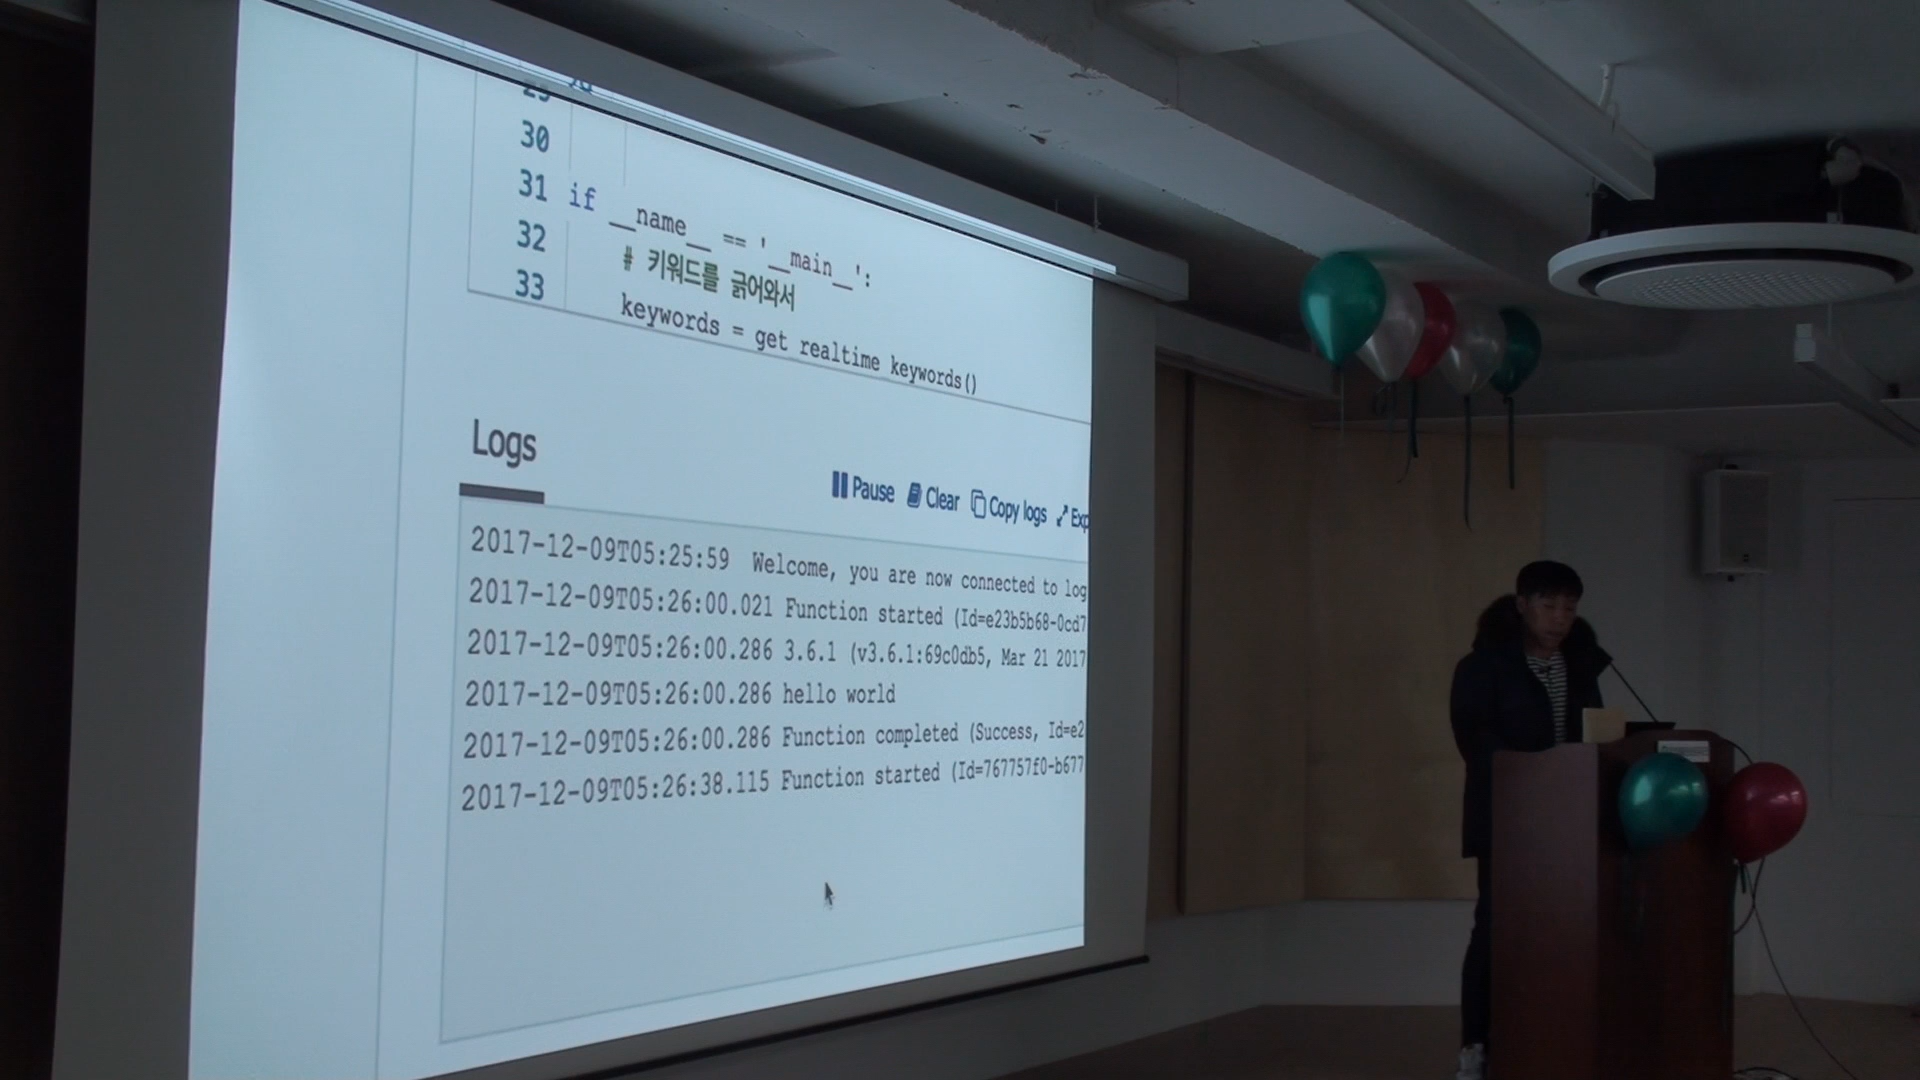 30
31 if __name__ == '__main__':
32 # 키워드를 긁어와서
33 keywords = get realtime keywords()
Logs
Pause Clear Copy logs Exp
2017-12-09T05:25:59 Welcome, you are now connected to log
2017-12-09T05:26:00.021 Function started (Id=e23b5b68-0cd7
2017-12-09T05:26:00.286 3.6.1 (v3.6.1:69c0db5, Mar 21 2017
2017-12-09T05:26:00.286 hello world
2017-12-09T05:26:00.286 Function completed (Success, Id=e2
2017-12-09T05:26:38.115 Function started (Id=767757f0-b677